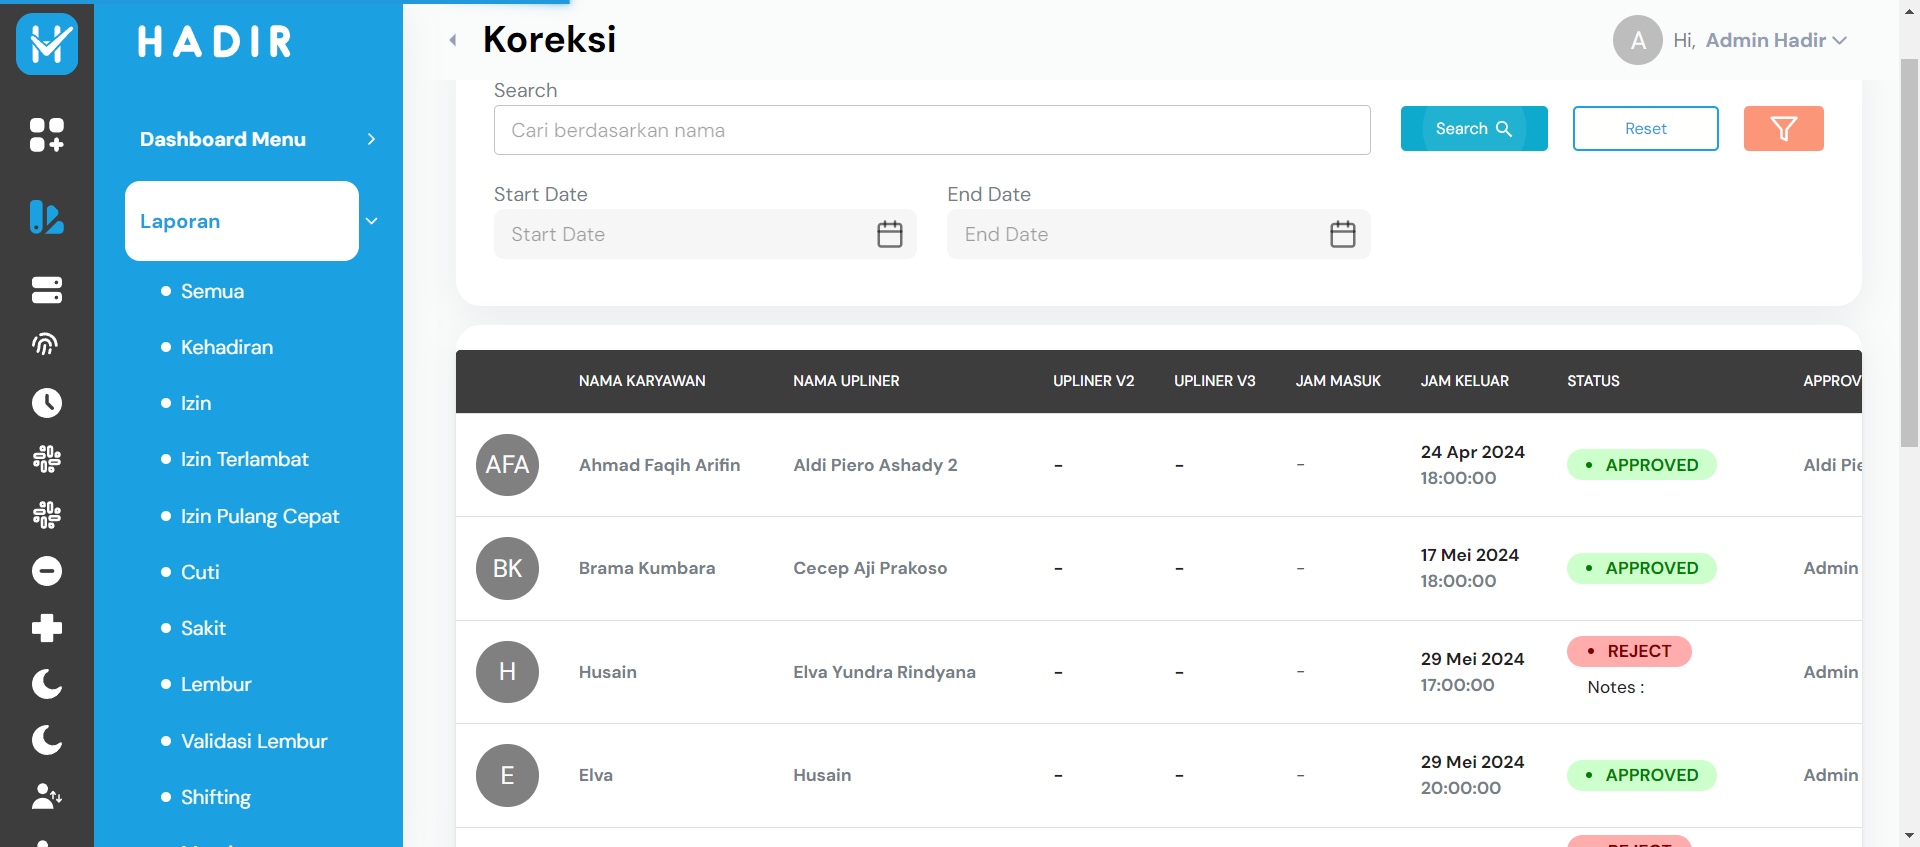 HADIR
Koreksi
A
Hi, Admin Hadir
Dashboard Menu
Laporan
Semua
Kehadiran
Izin
Izin Terlambat
Izin Pulang Cepat
Cuti
Sakit
Lembur
Validasi Lembur
Shifting
Search
Cari berdasarkan nama
Search
Reset
Start Date
End Date
Start Date
End Date
NAMA KARYAWAN NAMA UPLINER UPLINER V2 UPLINER V3 JAM MASUK JAM KELUAR STATUS APPROV
AFA Ahmad Faqih Arifin Aldi Piero Ashady 2 - - - 24 Apr 2024 18:00:00 • APPROVED Aldi Pie
BK Brama Kumbara Cecep Aji Prakoso - - - 17 Mei 2024 18:00:00 • APPROVED Admin
H Husain Elva Yundra Rindyana - - - 29 Mei 2024 17:00:00 • REJECT Notes : Admin
E Elva Husain - - - 29 Mei 2024 20:00:00 • APPROVED Admin